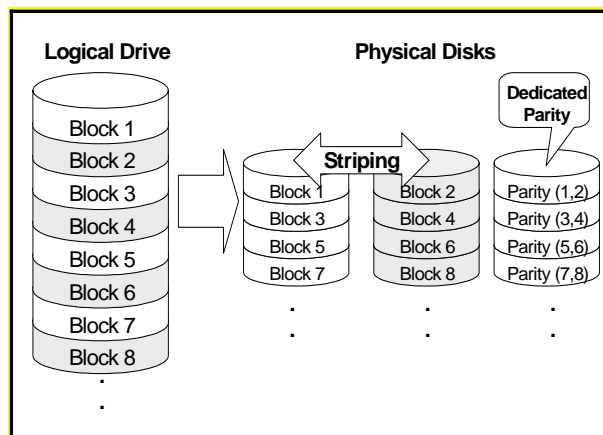 Logical Drive
Physical Disks
Dedicated
Parity
Block 1
Block 2
Block 3
Block 4
Block 5
Block 6
Block 7
Block 8
.
.
Striping
Block 1
Block 3
Block 5
Block 7
.
.
Block 2
Block 4
Block 6
Block 8
.
.
Parity (1,2)
Parity (3,4)
Parity (5,6)
Parity (7,8)
.
.